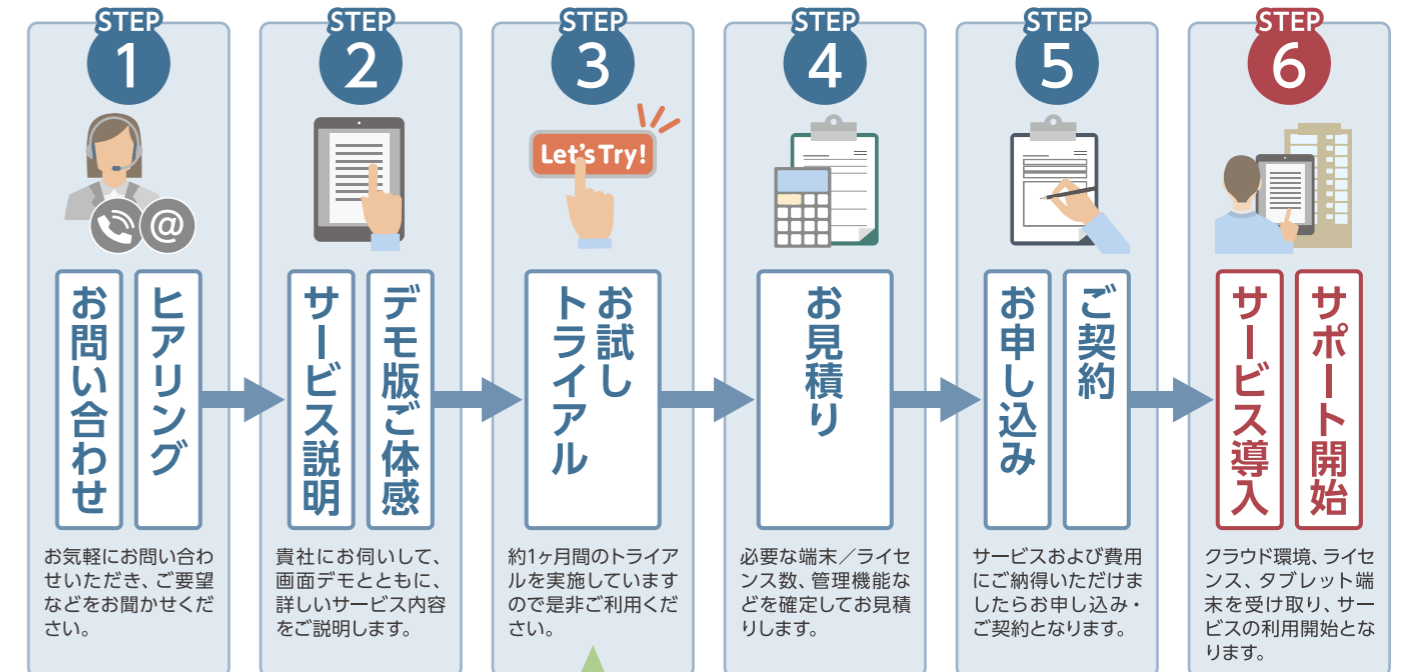 STEP
1
お問い合わせ
ヒアリング
お気軽にお問い合わ
せいただき、ご要望
などをお聞かせくだ
さい。
STEP
2
サービス説明
デモ版ご体感
貴社にお伺いして、
画面デモとともに、
詳しいサービス内容
をご説明します。
STEP
3
Let's Try!
お試し
トライアル
約1ヶ月間のトライア
ルを実施しています
ので是非ご利用くだ
さい。
STEP
4
お見積り
必要な端末／ライセ
ンス数、管理機能な
どを確定してお見積
りします。
STEP
5
お申し込み
ご契約
サービスおよび費用
にご納得いただけま
したらお申し込み・
ご契約となります。
STEP
6
サービス導入
サポート開始
クラウド環境、ライセ
ンス、タブレット端
末を受け取り、サー
ビスの利用開始とな
ります。